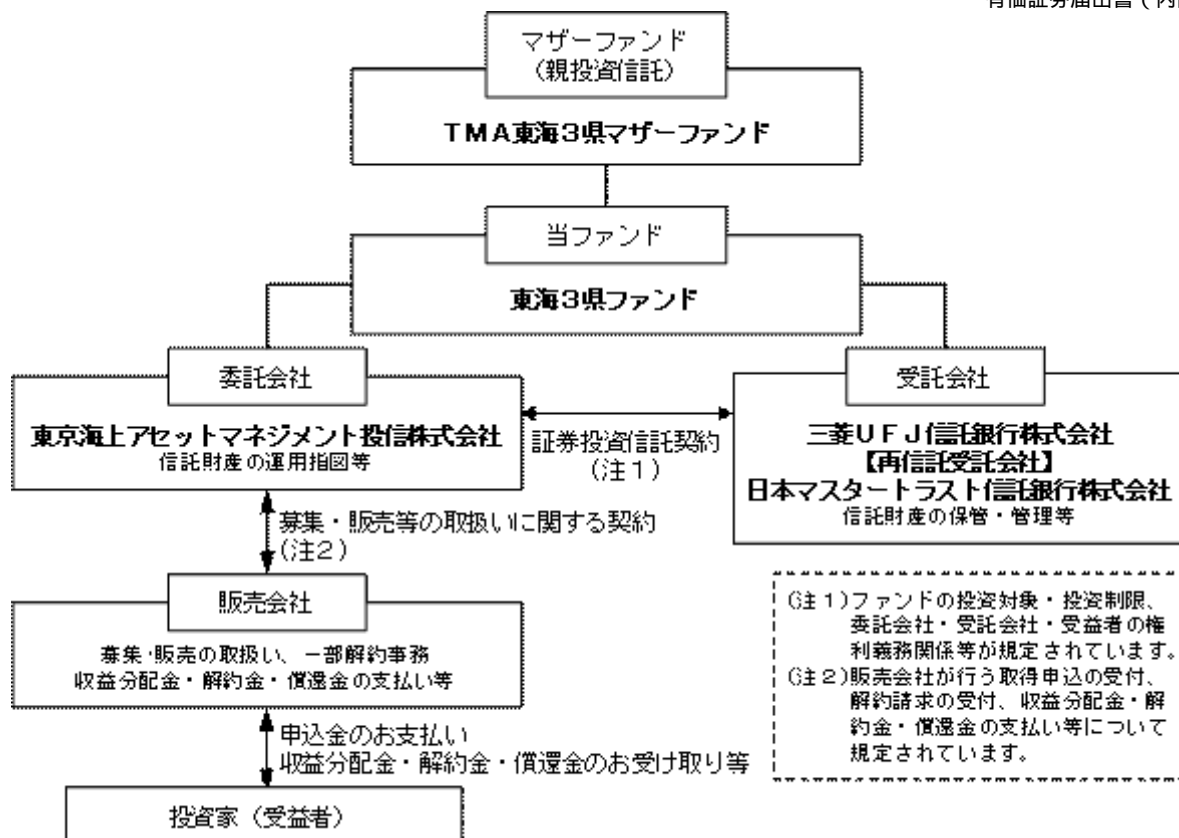 マザーファンド
(親投資信託)
TMA東海3県マザーファンド
当ファンド
東海3県ファンド
委託会社
東京海上アセットマネジメント投信株式会社
信託財産の運用指図等
証券投資信託契約
(注1)
受託会社
三菱UFJ信託銀行株式会社
【再信託受託会社】
日本マスタートラスト信託銀行株式会社
信託財産の保管・管理等
募集・販売等の取扱いに関する契約
(注2)
販売会社
募集・販売の取扱い、一部解約事務
収益分配金・解約金・償還金の支払い等
申込金のお支払い
収益分配金・解約金・償還金のお受け取り等
投資家(受益者)
(注1)ファンドの投資対象・投資制限、
委託会社・受託会社・受益者の権
利義務関係等が規定されています。
(注2)販売会社が行う取得申込の受付、
解約請求の受付、収益分配金・解
約金・償還金の支払い等について
規定されています。